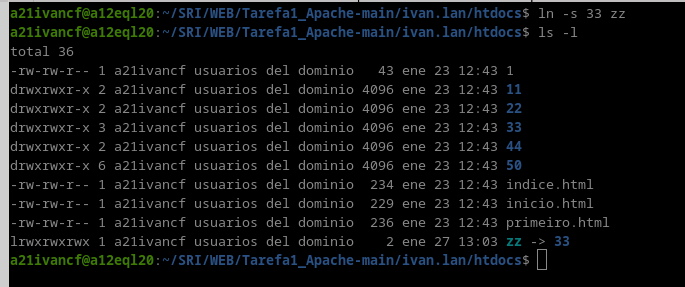 a21ivancf@a12eql20:~/SRI/WEB/Tarefa1_Apache-main/ivan.lan/htdocs$ ln -s 33 zz
a21ivancf@a12eql20:~/SRI/WEB/Tarefa1_Apache-main/ivan.lan/htdocs$ ls -l
total 36
-rw-rw-r-- 1 a21ivancf usuarios del dominio   43 ene 23 12:43 1
drwxrwxr-x 2 a21ivancf usuarios del dominio 4096 ene 23 12:43 11
drwxrwxr-x 2 a21ivancf usuarios del dominio 4096 ene 23 12:43 22
drwxrwxr-x 3 a21ivancf usuarios del dominio 4096 ene 23 12:43 33
drwxrwxr-x 2 a21ivancf usuarios del dominio 4096 ene 23 12:43 44
drwxrwxr-x 6 a21ivancf usuarios del dominio 4096 ene 23 12:43 50
-rw-rw-r-- 1 a21ivancf usuarios del dominio  234 ene 23 12:43 indice.html
-rw-rw-r-- 1 a21ivancf usuarios del dominio  229 ene 23 12:43 inicio.html
-rw-rw-r-- 1 a21ivancf usuarios del dominio  236 ene 23 12:43 primeiro.html
lrwxrwxrwx 1 a21ivancf usuarios del dominio    2 ene 27 13:03 zz -> 33
a21ivancf@a12eql20:~/SRI/WEB/Tarefa1_Apache-main/ivan.lan/htdocs$